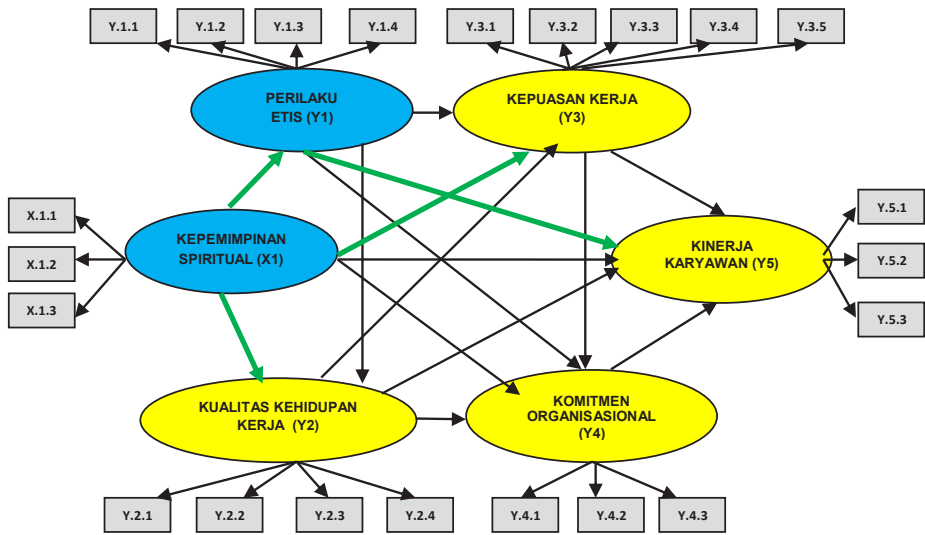 Y.1.1
Y.1.2
Y.1.3
Y.1.4
Y.3.1
Y.3.2
Y.3.3
Y.3.4
Y.3.5
PERILAKU
ETIS (Y1)
KEPUASAN KERJA
(Y3)
X.1.1
X.1.2
X.1.3
KEPEMIMPINAN
SPIRITUAL (X1)
KINERJA
KARYAWAN (Y5)
Y.5.1
Y.5.2
Y.5.3
KUALITAS KEHIDUPAN
KERJA (Y2)
KOMITMEN
ORGANISASIONAL
(Y4)
Y.2.1
Y.2.2
Y.2.3
Y.2.4
Y.4.1
Y.4.2
Y.4.3